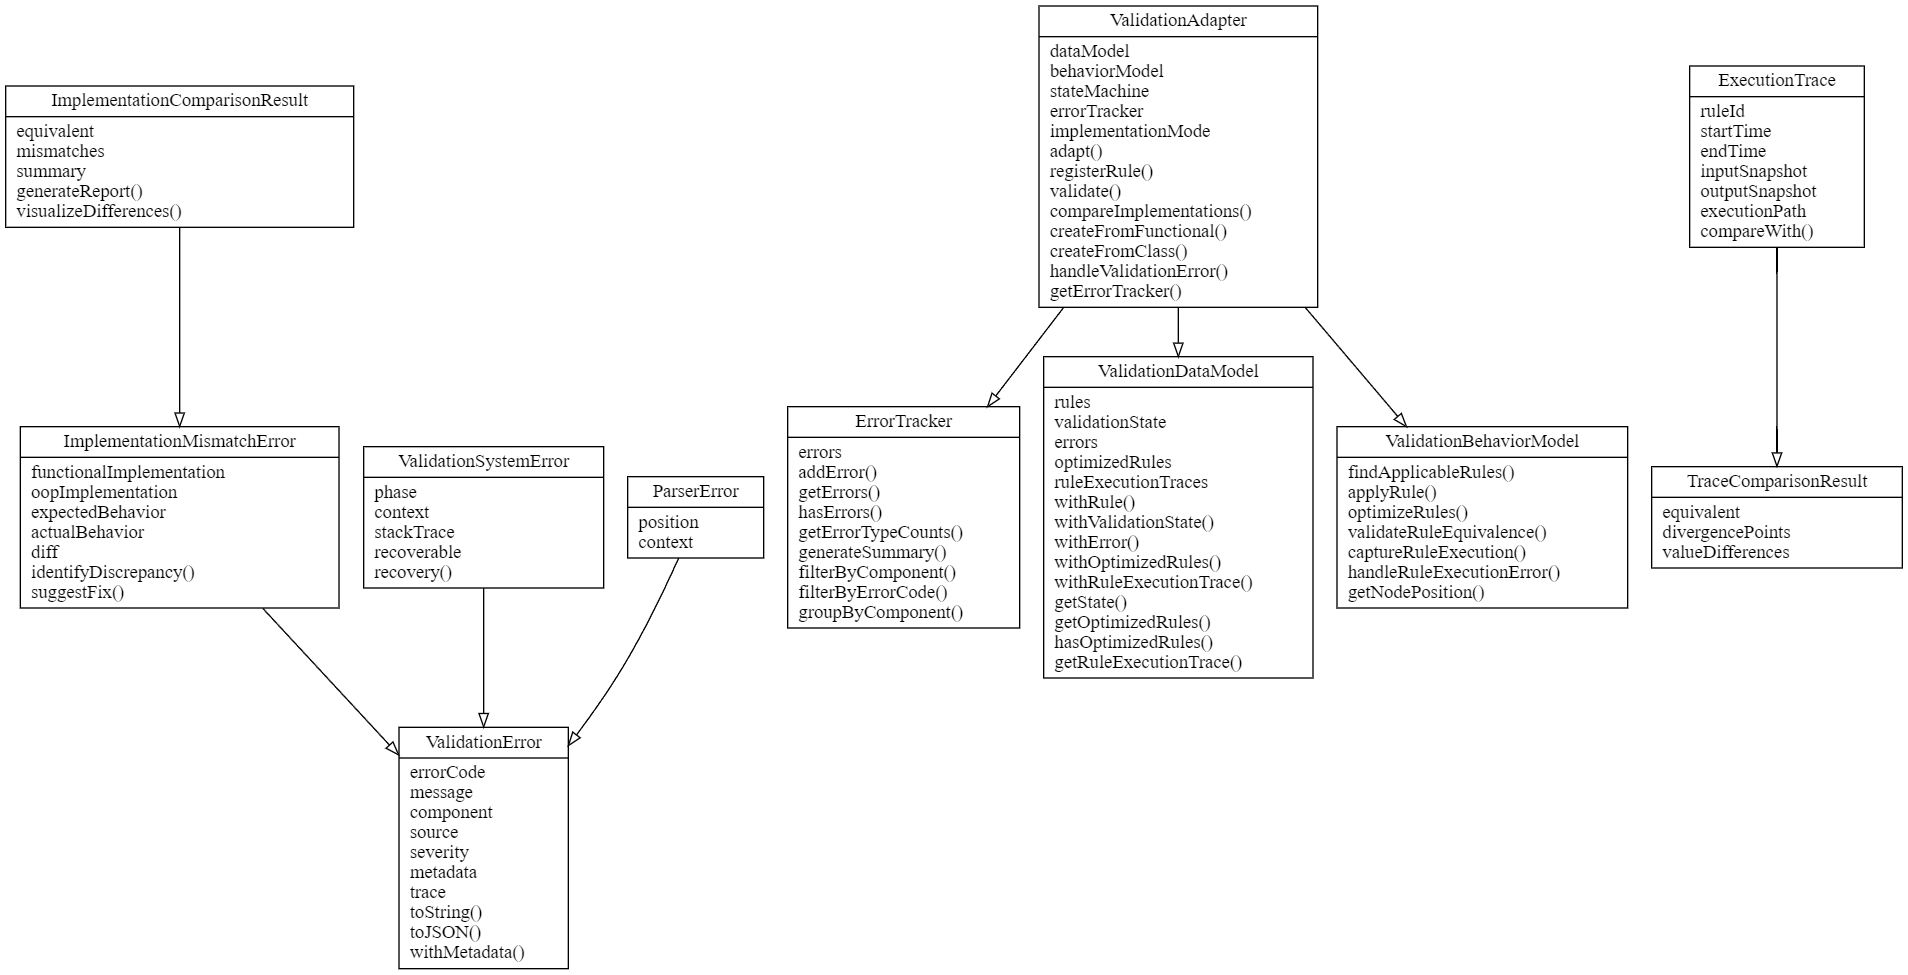 ValidationAdapter
dataModel
behaviorModel
stateMachine
errorTracker
implementationMode
adapt()
registerRule()
validate()
compareImplementations()
createFromFunctional()
createFromClass()
handleValidationError()
getErrorTracker()
ExecutionTrace
ruleId
startTime
endTime
inputSnapshot
outputSnapshot
executionPath
compareWith()
ImplementationComparisonResult
equivalent
mismatches
summary
generateReport()
visualizeDifferences()
ImplementationMismatchError
functionalImplementation
oopImplementation
expectedBehavior
actualBehavior
diff
identifyDiscrepancy()
suggestFix()
ValidationSystemError
phase
context
stackTrace
recoverable
recovery()
ParserError
position
context
ErrorTracker
errors
addError()
getErrors()
hasErrors()
getErrorTypeCounts()
generateSummary()
filterByComponent()
filterByErrorCode()
groupByComponent()
ValidationDataModel
rules
validationState
errors
optimizedRules
ruleExecutionTraces
withRule()
withValidationState()
withError()
withOptimizedRules()
withRuleExecutionTrace()
getState()
getOptimizedRules()
hasOptimizedRules()
getRuleExecutionTrace()
ValidationBehaviorModel
findApplicableRules()
applyRule()
optimizeRules()
validateRuleEquivalence()
captureRuleExecution()
handleRuleExecutionError()
getNodePosition()
TraceComparisonResult
equivalent
divergencePoints
valueDifferences
ValidationError
errorCode
message
component
source
severity
metadata
trace
toString()
toJSON()
withMetadata()